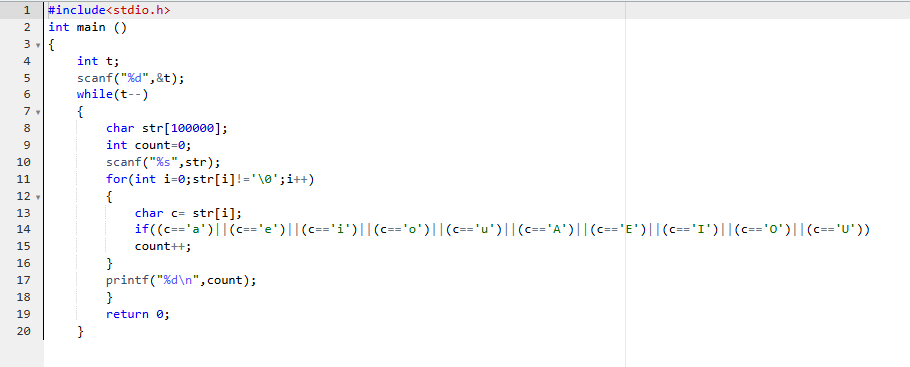 1 #include<stdio.h>
2 int main ()
3 {
4 int t;
5 scanf("%d",&t);
6 while(t--)
7 {
8 char str[100000];
9 int count=0;
10 scanf("%s",str);
11 for(int i=0;str[i]!='\0';i++)
12 {
13 char c= str[i];
14 if((c=='a')||(c=='e')||(c=='i')||(c=='o')||(c=='u')||(c=='A')||(c=='E')||(c=='I')||(c=='O')||(c=='U'))
15 count++;
16 }
17 printf("%d\n",count);
18 }
19 return 0;
20 }